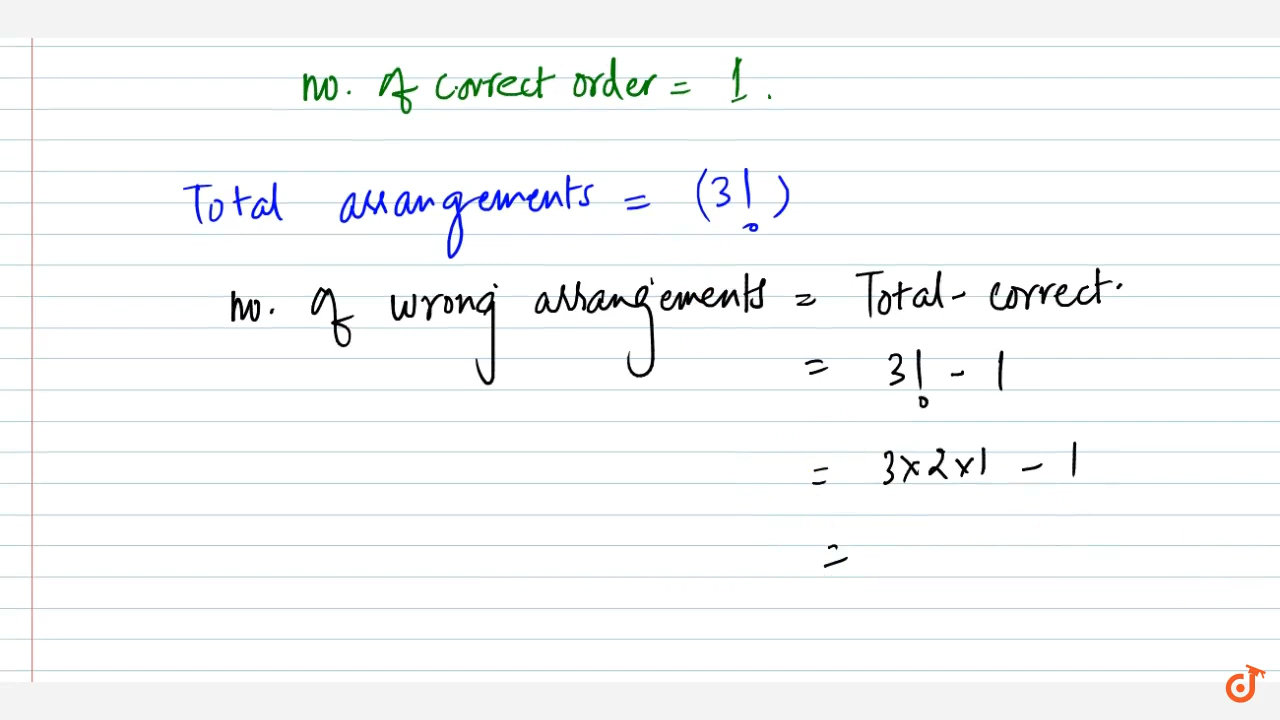 no. of correct order = 1.
Total arrangements = (3!)
no. of wrong arrangements = Total - correct.
= 3! - 1
= 3×2×1 - 1
=